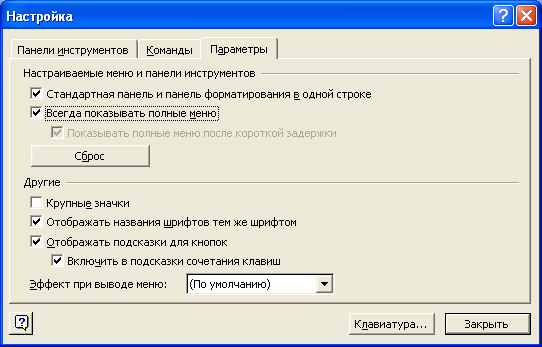 Настройка
Панели инструментов Команды Параметры
Настраиваемые меню и панели инструментов
Стандартная панель и панель форматирования в одной строке
Всегда показывать полные меню
Показывать полные меню после короткой задержки
Сброс
Другие
Крупные значки
Отображать названия шрифтов тем же шрифтом
Отображать подсказки для кнопок
Включить в подсказки сочетания клавиш
Эффект при выводе меню: (По умолчанию)
Клавиатура... Закрыть